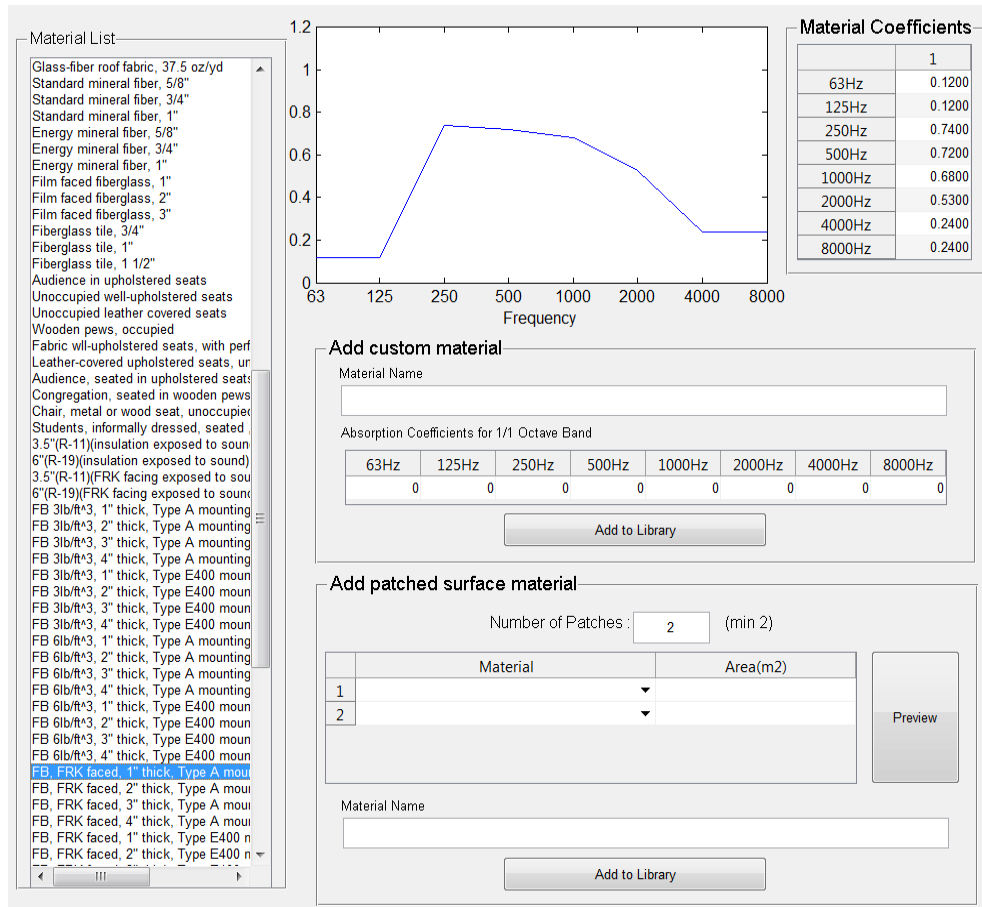 Material List
Glass-fiber roof fabric, 37.5 oz/yd
Standard mineral fiber, 5/8"
Standard mineral fiber, 3/4"
Standard mineral fiber, 1"
Energy mineral fiber, 5/8"
Energy mineral fiber, 3/4"
Energy mineral fiber, 1"
Film faced fiberglass, 1"
Film faced fiberglass, 2"
Film faced fiberglass, 3"
Fiberglass tile, 3/4"
Fiberglass tile, 1"
Fiberglass tile, 1 1/2"
Audience in upholstered seats
Unoccupied well-upholstered seats
Unoccupied leather covered seats
Wooden pews, occupied
Fabric wll-upholstered seats, with perf
Leather-covered upholstered seats, un
Audience, seated in upholstered seats
Congregation, seated in wooden pews
Chair, metal or wood seat, unoccupied
Students, informally dressed, seated ,
3.5"(R-11)(insulation exposed to sound
6"(R-19)(insulation exposed to sound)
3.5"(R-11)(FRK facing exposed to sou
6"(R-19)(FRK facing exposed to sound
FB 3lb/ft^3, 1" thick, Type A mounting
FB 3lb/ft^3, 2" thick, Type A mounting
FB 3lb/ft^3, 3" thick, Type A mounting
FB 3lb/ft^3, 4" thick, Type A mounting
FB 3lb/ft^3, 1" thick, Type E400 moun
FB 3lb/ft^3, 2" thick, Type E400 moun
FB 3lb/ft^3, 3" thick, Type E400 moun
FB 3lb/ft^3, 4" thick, Type E400 moun
FB 6lb/ft^3, 1" thick, Type A mounting
FB 6lb/ft^3, 2" thick, Type A mounting
FB 6lb/ft^3, 3" thick, Type A mounting
FB 6lb/ft^3, 4" thick, Type A mounting
FB 6lb/ft^3, 1" thick, Type E400 moun
FB 6lb/ft^3, 2" thick, Type E400 moun
FB 6lb/ft^3, 3" thick, Type E400 moun
FB 6lb/ft^3, 4" thick, Type E400 moun
FB, FRK faced, 1" thick, Type A moun
FB, FRK faced, 2" thick, Type A moun
FB, FRK faced, 3" thick, Type A moun
FB, FRK faced, 4" thick, Type A moun
FB, FRK faced, 1" thick, Type E400 n
FB, FRK faced, 2" thick, Type E400 n
1.2
1
0.8
0.6
0.4
0.2
0
63 125 250 500 1000 2000 4000 8000
Frequency
Material Coefficients
1
63Hz 0.1200
125Hz 0.1200
250Hz 0.7400
500Hz 0.7200
1000Hz 0.6800
2000Hz 0.5300
4000Hz 0.2400
8000Hz 0.2400
Add custom material
Material Name
Absorption Coefficients for 1/1 Octave Band
63Hz 125Hz 250Hz 500Hz 1000Hz 2000Hz 4000Hz 8000Hz
0 0 0 0 0 0 0 0
Add to Library
Add patched surface material
Number of Patches : 2 (min 2)
Material Area(m2)
1
2
Preview
Material Name
Add to Library